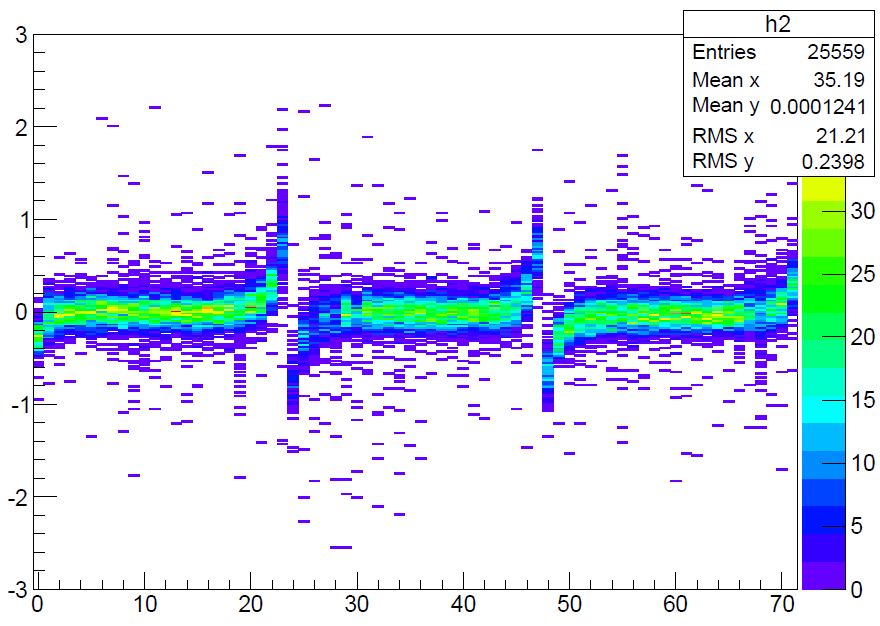 h2
Entries 25559
Mean x 35.19
Mean y 0.0001241
RMS x 21.21
RMS y 0.2398
3
2
1
0
-1
-2
-3
0 10 20 30 40 50 60 70
30
25
20
15
10
5
0